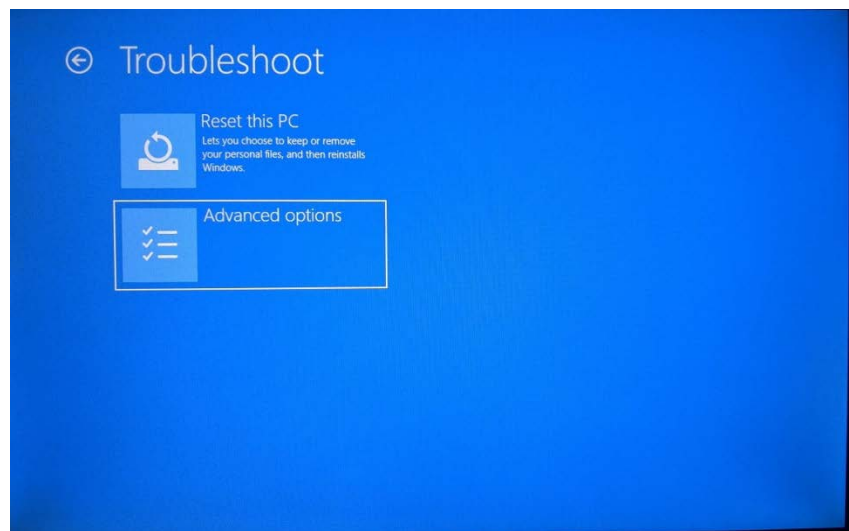 Troubleshoot
Reset this PC
Lets you choose to keep or remove
your personal files, and then reinstalls
Windows.
Advanced options